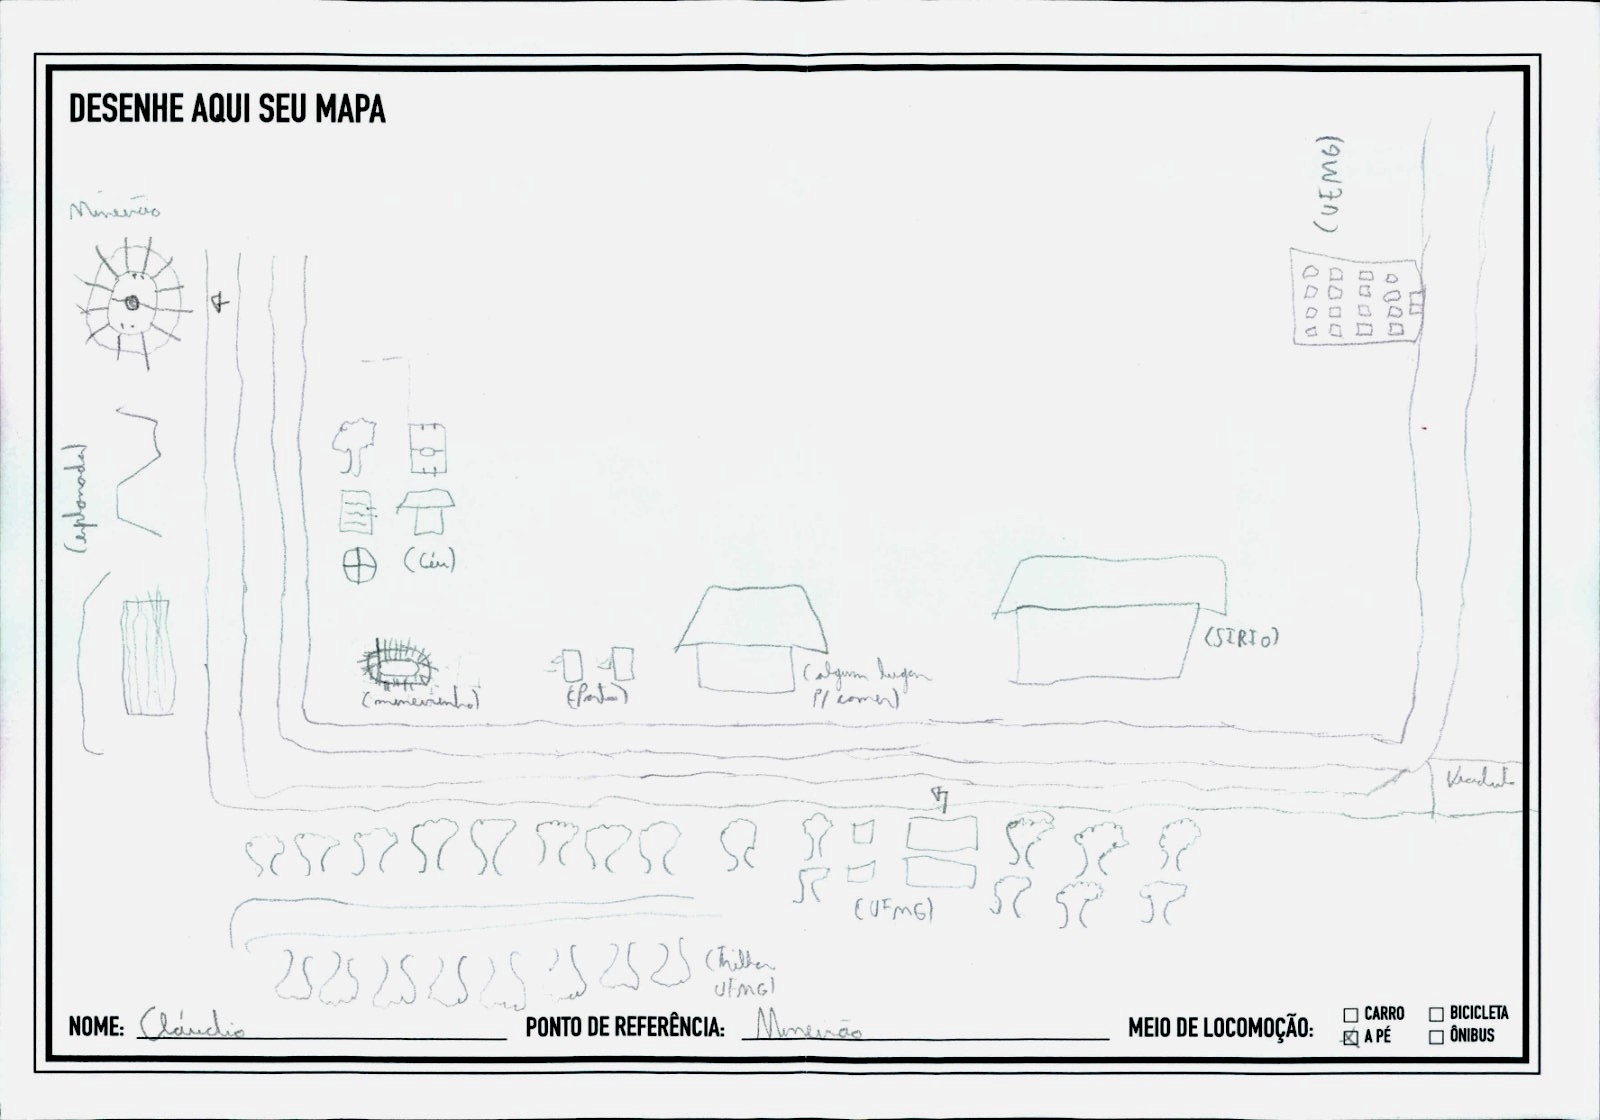 DESENHE AQUI SEU MAPA
(UEMG)
Mineirão
(esplanada)
(Céu)
(SIRIO)
(mineirinho)
(Posto)
(algum lugar
P/ comer)
Viaduto
(UFMG)
(trilha
UFMG)
NOME: Cláudio
PONTO DE REFERÊNCIA: Mineirão
MEIO DE LOCOMOÇÃO:
CARRO
BICICLETA
A PÉ
ÔNIBUS